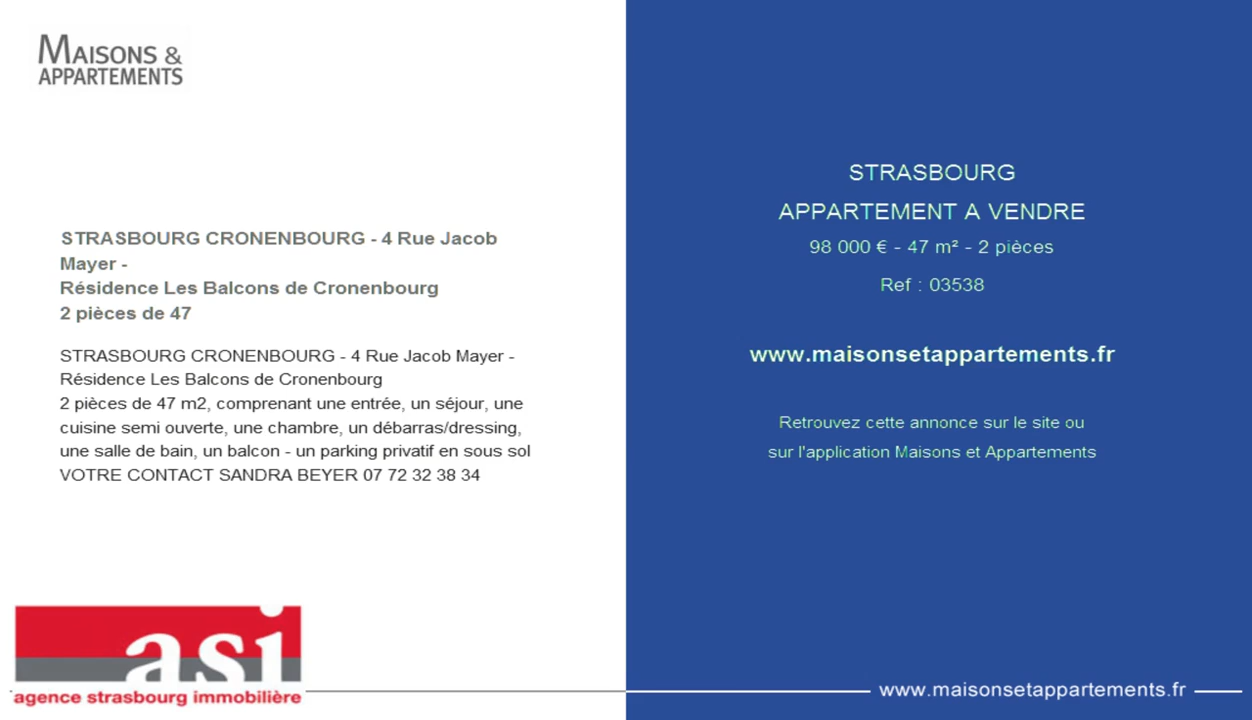 MAISONS &
APPARTEMENTS
STRASBOURG CRONENBOURG - 4 Rue Jacob
Mayer -
Résidence Les Balcons de Cronenbourg
2 pièces de 47
STRASBOURG CRONENBOURG - 4 Rue Jacob Mayer -
Résidence Les Balcons de Cronenbourg
2 pièces de 47 m2, comprenant une entrée, un séjour, une
cuisine semi ouverte, une chambre, un débarras/dressing,
une salle de bain, un balcon - un parking privatif en sous sol
VOTRE CONTACT SANDRA BEYER 07 72 32 38 34
asi
agence strasbourg immobilière
STRASBOURG
APPARTEMENT A VENDRE
98 000 € - 47 m² - 2 pièces
Ref : 03538
www.maisonsetappartements.fr
Retrouvez cette annonce sur le site ou
sur l'application Maisons et Appartements
www.maisonsetappartements.fr